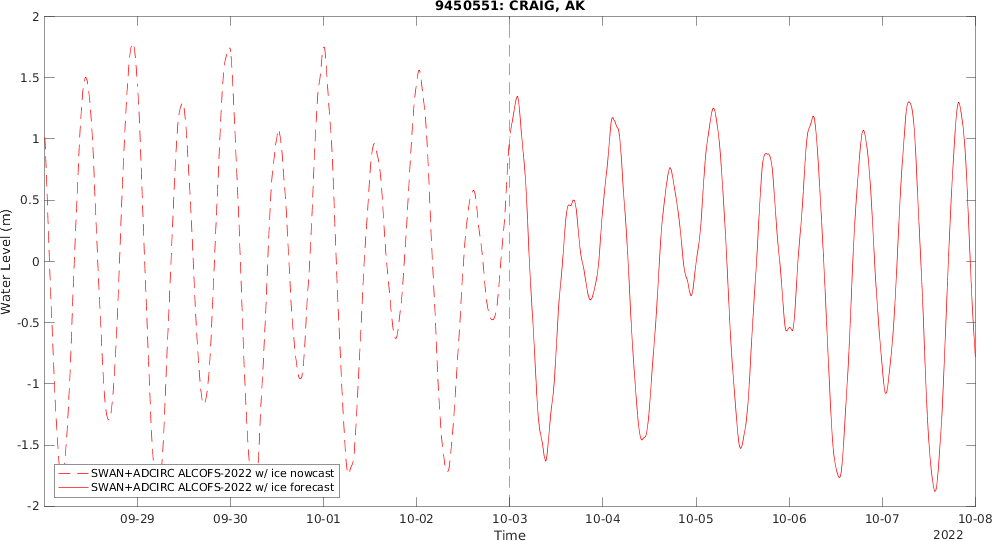 9450551: CRAIG, AK
2
1.5
1
0.5
0
-0.5
-1
-1.5
-2
Water Level (m)
SWAN+ADCIRC ALCOFS-2022 w/ ice nowcast
SWAN+ADCIRC ALCOFS-2022 w/ ice forecast
09-29 09-30 10-01 10-02 10-03 10-04 10-05 10-06 10-07 10-08
Time
2022